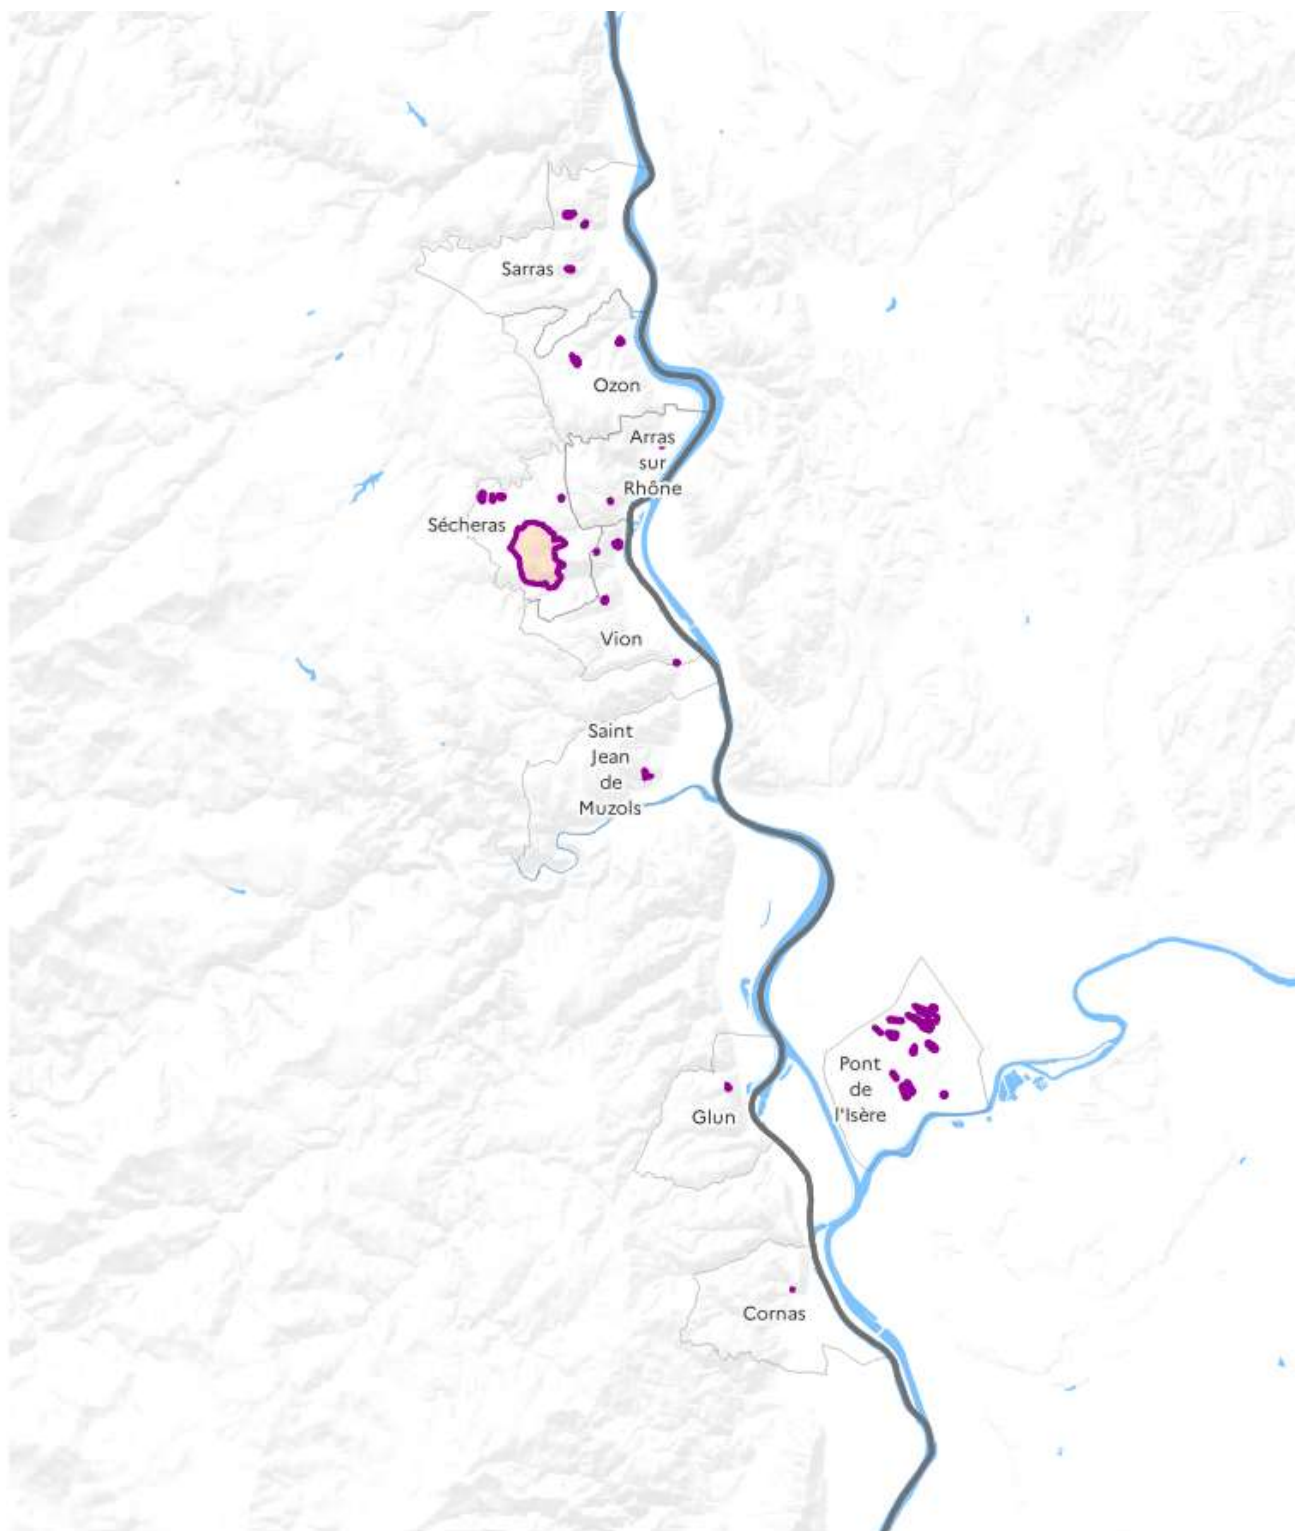 Sarras
Ozon
Arras
sur
Rhône
Sécheras
Vion
Saint
Jean
de
Muzols
Pont
de
l'Isère
Glun
Cornas